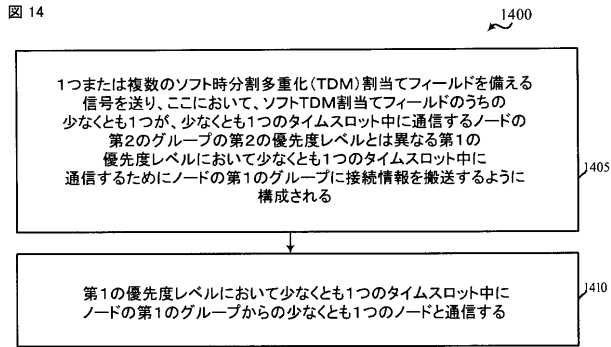 図 14
1400
1つまたは複数のソフト時分割多重化(TDM)割当てフィールドを備える
信号を送り、ここにおいて、ソフトTDM割当てフィールドのうちの
少なくとも1つが、少なくとも1つのタイムスロット中に通信するノードの
第2のグループの第2の優先度レベルとは異なる第1の
優先度レベルにおいて少なくとも1つのタイムスロット中に
通信するためにノードの第1のグループに接続情報を搬送するように
構成される
1405
第1の優先度レベルにおいて少なくとも1つのタイムスロット中に
ノードの第1のグループからの少なくとも1つのノードと通信する
1410